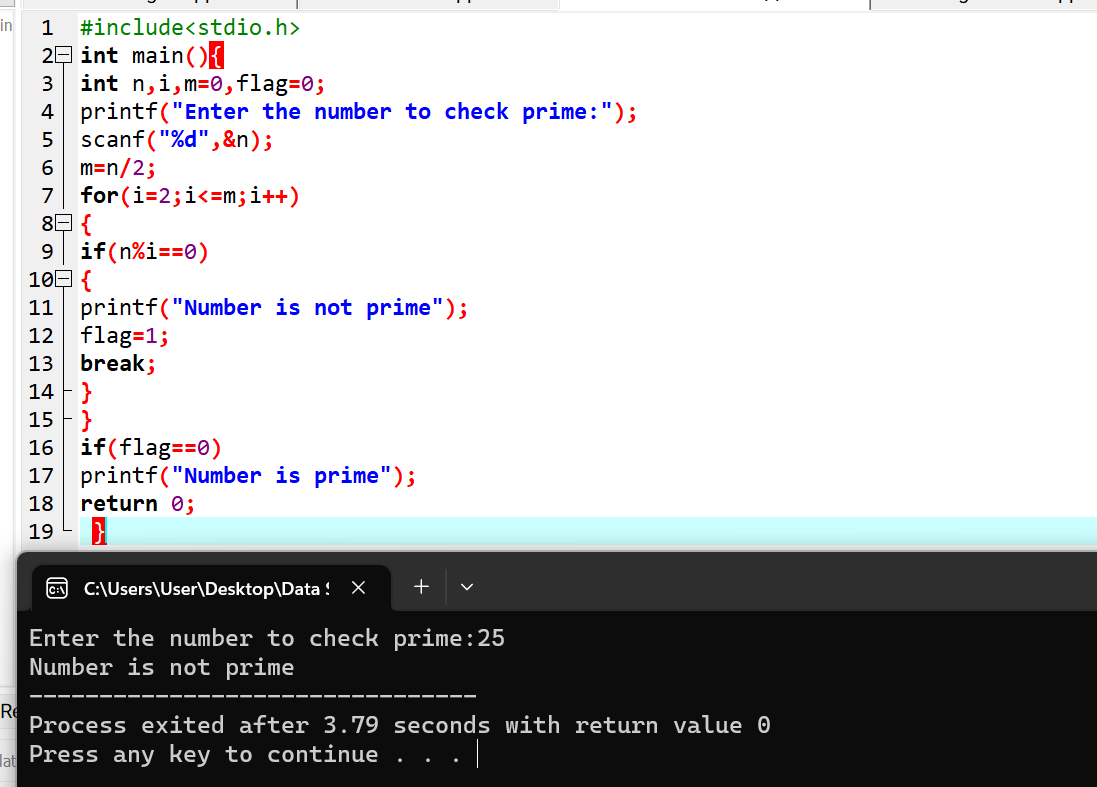 in
1 #include<stdio.h>
2 int main(){
3 int n,i,m=0,flag=0;
4 printf("Enter the number to check prime:");
5 scanf("%d",&n);
6 m=n/2;
7 for(i=2;i<=m;i++)
8 {
9 if(n%i==0)
10 {
11 printf("Number is not prime");
12 flag=1;
13 break;
14 }
15 }
16 if(flag==0)
17 printf("Number is prime");
18 return 0;
19 }
C:\Users\User\Desktop\Data
Enter the number to check prime:25
Number is not prime
--------------------------------
Process exited after 3.79 seconds with return value 0
Press any key to continue . . .
Re
lat